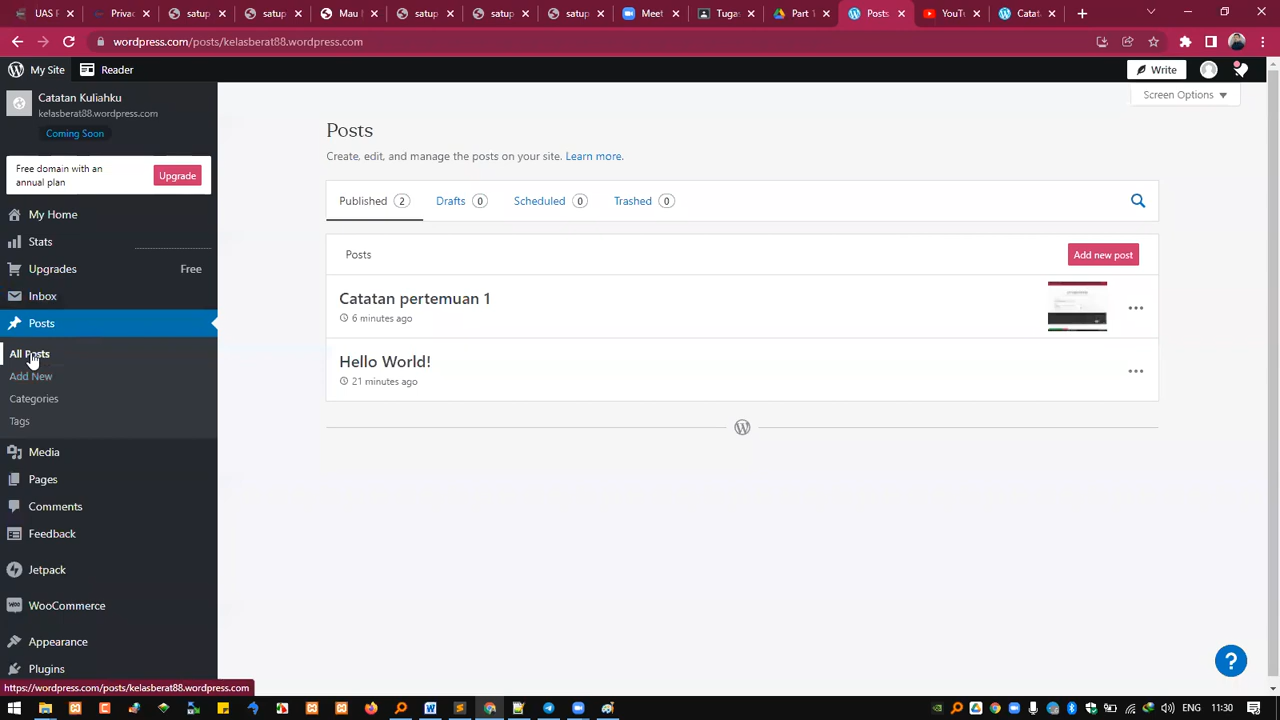 UAS F
Priva
satup
satup
Mau
satup
satup
satup
Meet
Tugas
Part 1
Posts
YouTu
Catat
wordpress.com/posts/kelasberat88.wordpress.com
My Site
Reader
Write
Catatan Kuliahku
kelasberat88.wordpress.com
Coming Soon
Screen Options
Free domain with an
annual plan
Upgrade
My Home
Stats
Upgrades Free
Inbox
Posts
All Posts
Add New
Categories
Tags
Media
Pages
Comments
Feedback
Jetpack
WooCommerce
Appearance
Plugins
Posts
Create, edit, and manage the posts on your site. Learn more.
Published 2 Drafts 0 Scheduled 0 Trashed 0
Posts
Add new post
Catatan pertemuan 1
6 minutes ago
Hello World!
21 minutes ago
?
https://wordpress.com/posts/kelasberat88.wordpress.com
ENG 11:30